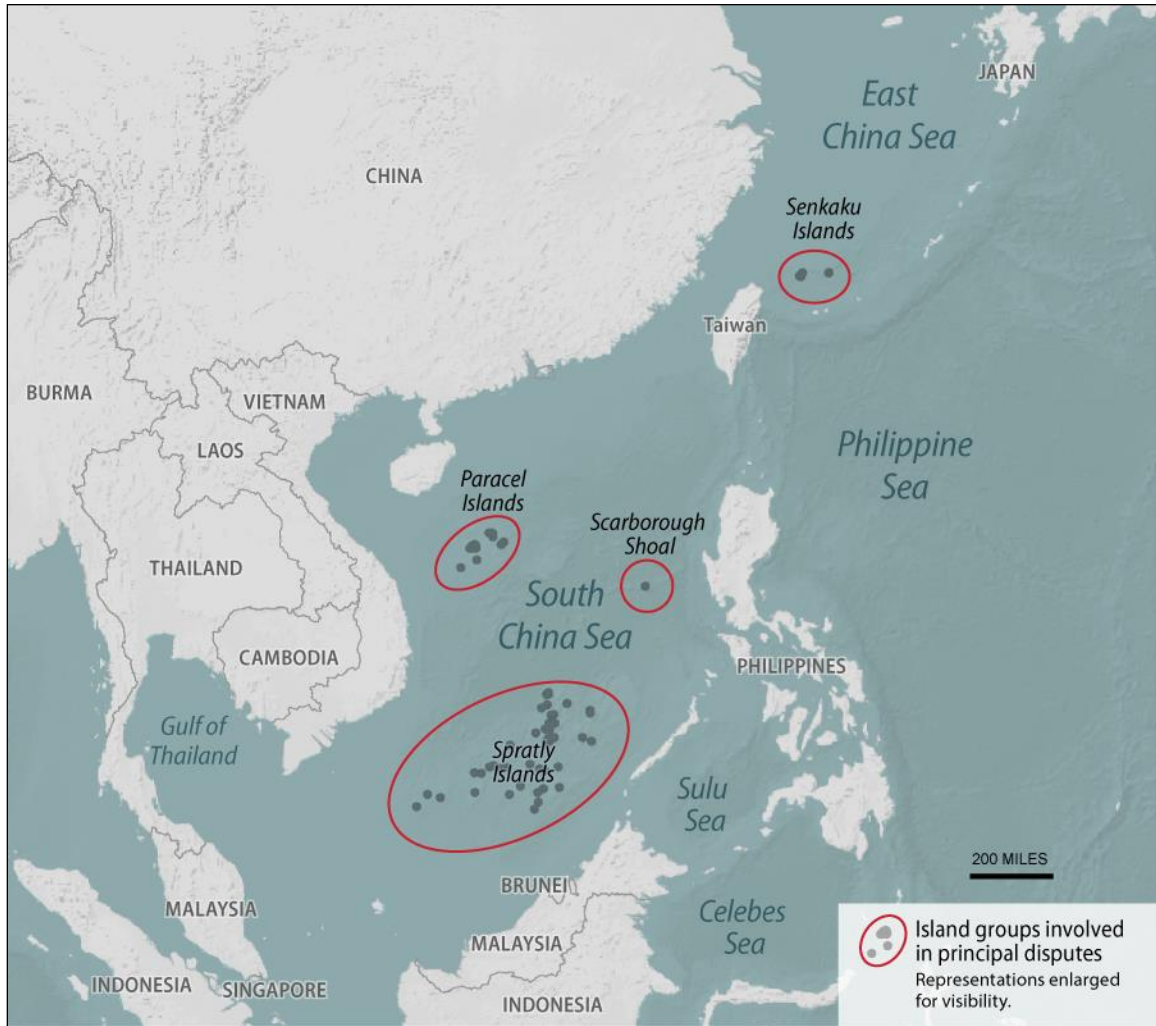 JAPAN
East
China Sea
CHINA
Senkaku
Islands
Taiwan
BURMA
VIETNAM
LAOS
Philippine
Sea
Paracel
Islands
Scarborough
Shoal
THAILAND
South
China Sea
CAMBODIA
PHILIPPINES
Gulf of
Thailand
Spratly
Islands
Sulu
Sea
200 MILES
BRUNEI
MALAYSIA
Celebes
Sea
MALAYSIA
INDONESIA
SINGAPORE
INDONESIA
Island groups involved
in principal disputes
Representations enlarged
for visibility.